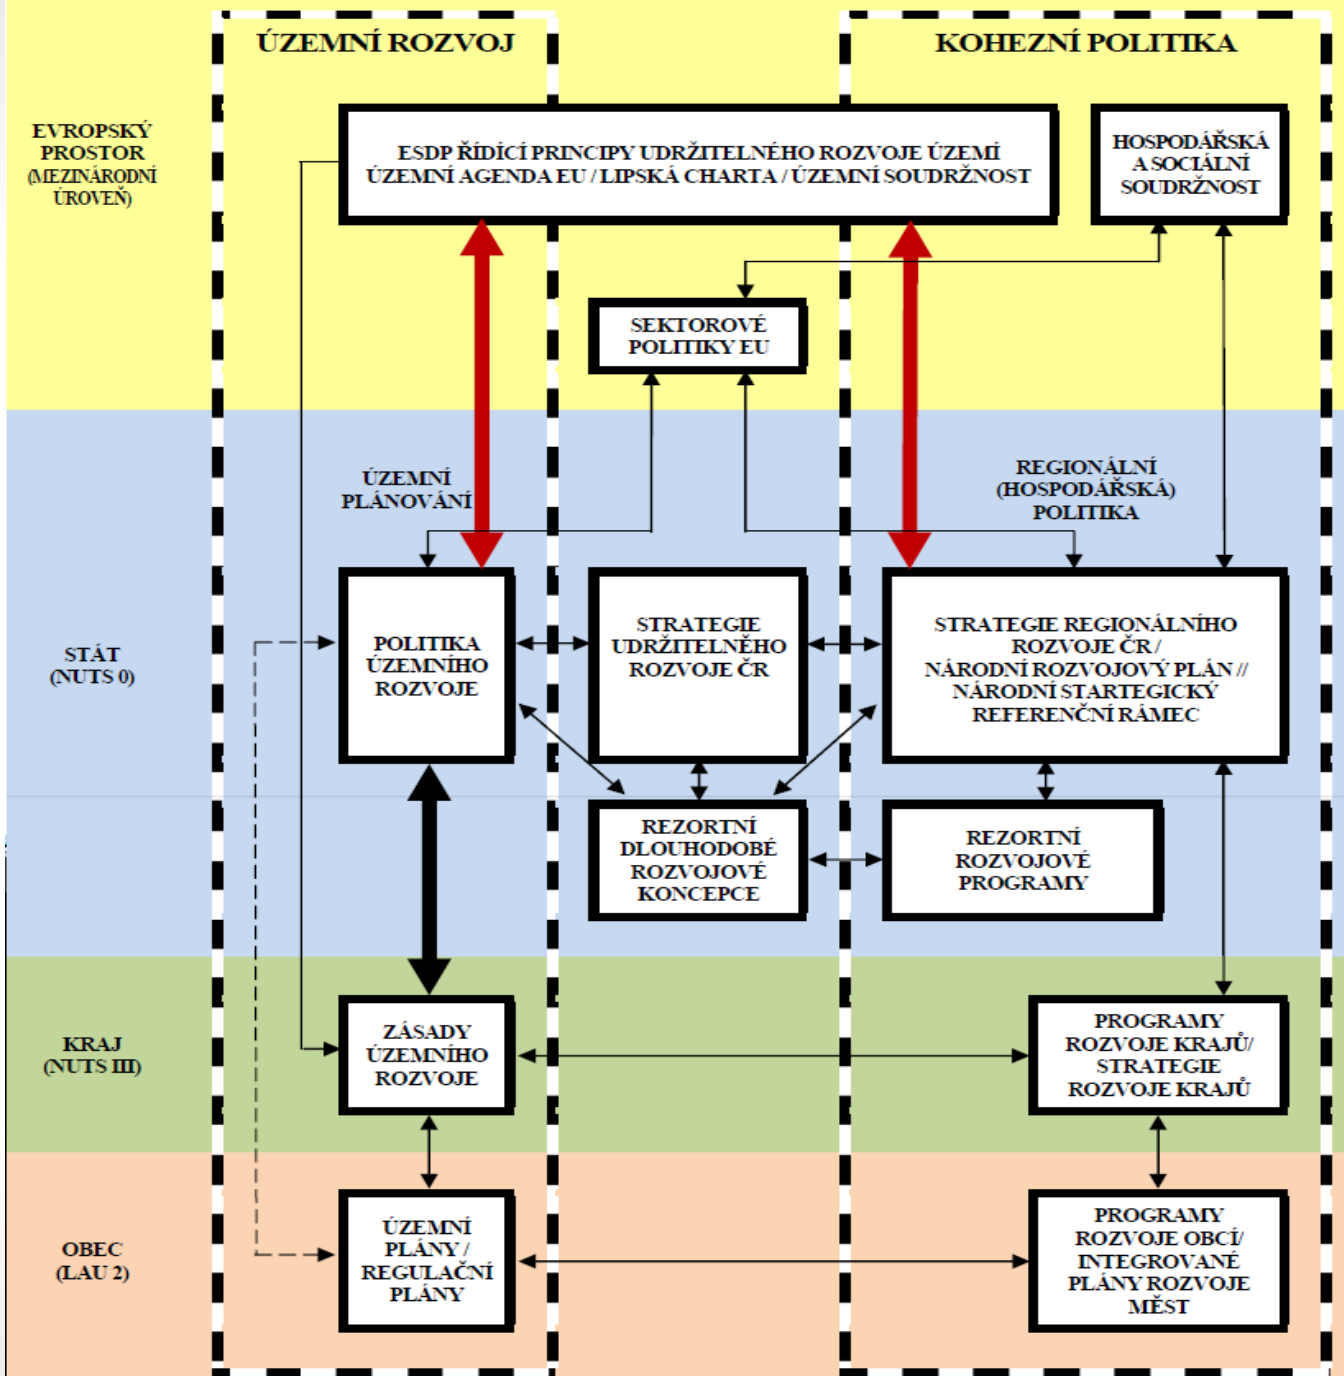 ÚZEMNÍ ROZVOJ
KOHEZNÍ POLITIKA
EVROPSKÝ
PROSTOR
(MEZINÁRODNÍ
ÚROVEŇ)
ESDP ŘÍDÍCÍ PRINCIPY UDRŽITELNÉHO ROZVOJE ÚZEMÍ
ÚZEMNÍ AGENDA EU / LIPSKÁ CHARTA / ÚZEMNÍ SOUDRŽNOST
HOSPODÁŘSKÁ
A SOCIÁLNÍ
SOUDRŽNOST
SEKTOROVÉ
POLITIKY EU
ÚZEMNÍ
PLÁNOVÁNÍ
REGIONÁLNÍ
(HOSPODÁŘSKÁ)
POLITIKA
STÁT
(NUTS 0)
POLITIKA
ÚZEMNÍHO
ROZVOJE
STRATEGIE
UDRŽITELNÉHO
ROZVOJE ČR
STRATEGIE REGIONÁLNÍHO
ROZVOJE ČR /
NÁRODNÍ ROZVOJOVÝ PLÁN //
NÁRODNÍ STARTEGICKÝ
REFERENČNÍ RÁMEC
REZORTNÍ
DLOUHODOBÉ
ROZVOJOVÉ
KONCEPCE
REZORTNÍ
ROZVOJOVÉ
PROGRAMY
KRAJ
(NUTS III)
ZÁSADY
ÚZEMNÍHO
ROZVOJE
PROGRAMY
ROZVOJE KRAJŮ/
STRATEGIE
ROZVOJE KRAJŮ
OBEC
(LAU 2)
ÚZEMNÍ
PLÁNY /
REGULAČNÍ
PLÁNY
PROGRAMY
ROZVOJE OBCÍ/
INTEGROVANÉ
PLÁNY ROZVOJE
MĚST